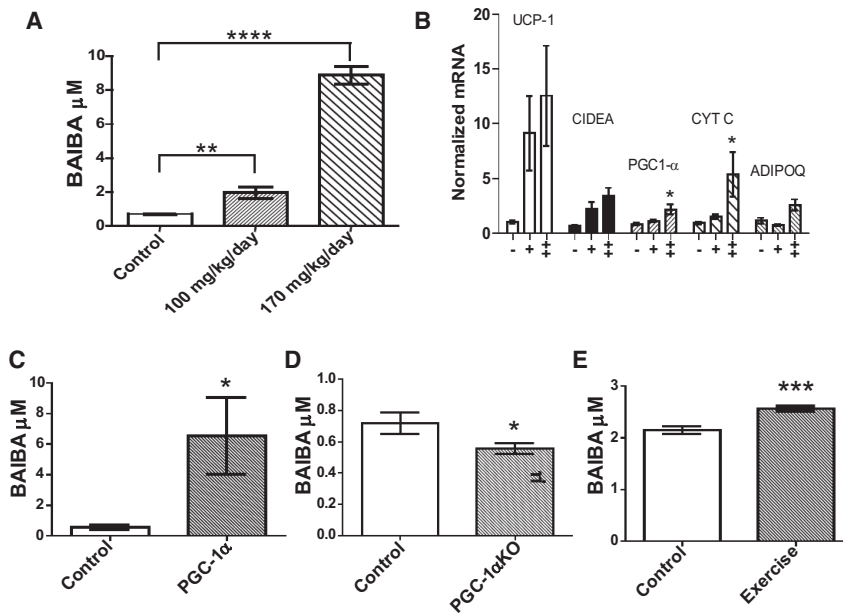 A
BAIBA µM
10
8
6
4
2
0
****
**
Control
100 mg/kg/day
170 mg/kg/day
B
Normalized mRNA
20
15
10
5
0
UCP-1
CIDEA
PGC1-α
*
CYT C
*
ADIPOQ
- + ++ - + ++ - + ++ - + ++ - + ++
C
BAIBA µM
10
8
6
4
2
0
*
Control
PGC-1α
D
BAIBA µM
1.0
0.8
0.6
0.4
0.2
0.0
*
Control
PGC-1αKO
E
BAIBA µM
3
2
1
0
***
Control
Exercise